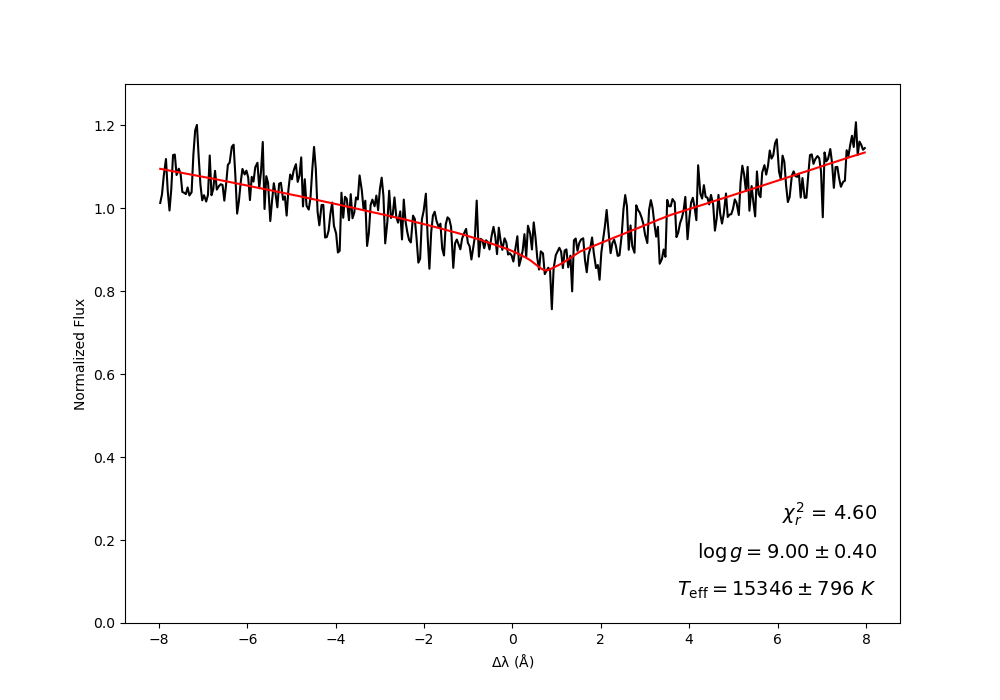 1.2
1.0
0.8
0.6
0.4
0.2
0.0
Normalized Flux
χ²ᵣ = 4.60
log g = 9.00 ± 0.40
T_eff = 15346 ± 796 K
−8 −6 −4 −2 0 2 4 6 8
Δλ (Å)